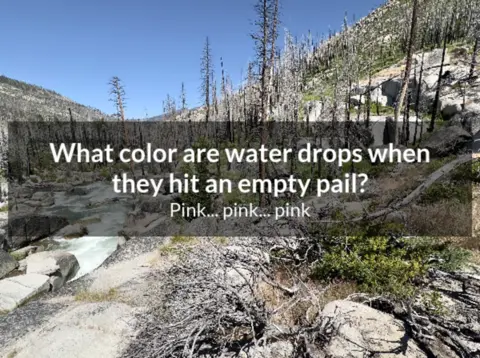 What color are water drops when
they hit an empty pail?
Pink... pink... pink